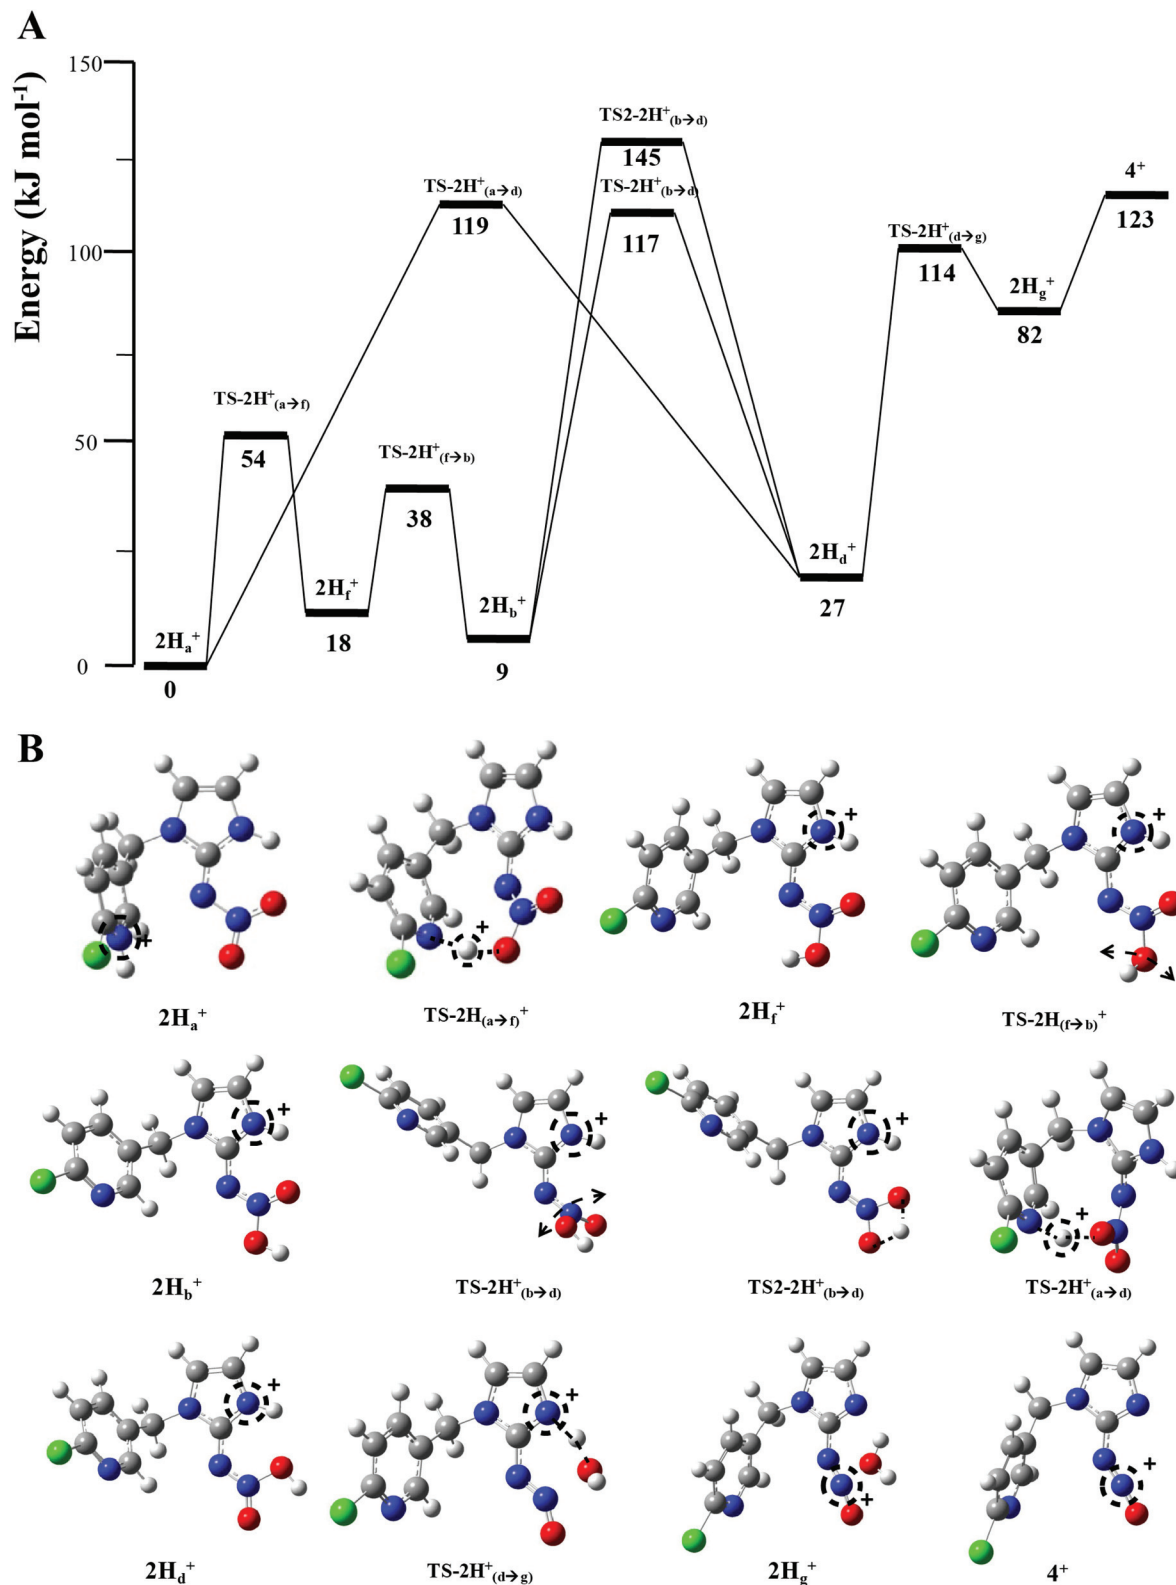 A
Energy (kJ mol⁻¹)
150
100
50
0
TS2-2H⁺(b→d)
145
TS-2H⁺(b→d)
117
TS-2H⁺(a→d)
119
4⁺
123
TS-2H⁺(d→g)
114
2Hg⁺
82
TS-2H⁺(a→f)
54
TS-2H⁺(f→b)
38
2Hf⁺
18
2Hb⁺
9
2Hd⁺
27
2Ha⁺
0
B
+ + + +
2Ha⁺ TS-2H(a→f)⁺ 2Hf⁺ TS-2H(f→b)⁺
+ + + +
2Hb⁺ TS-2H⁺(b→d) TS2-2H⁺(b→d) TS-2H⁺(a→d)
+ + + +
2Hd⁺ TS-2H⁺(d→g) 2Hg⁺ 4⁺